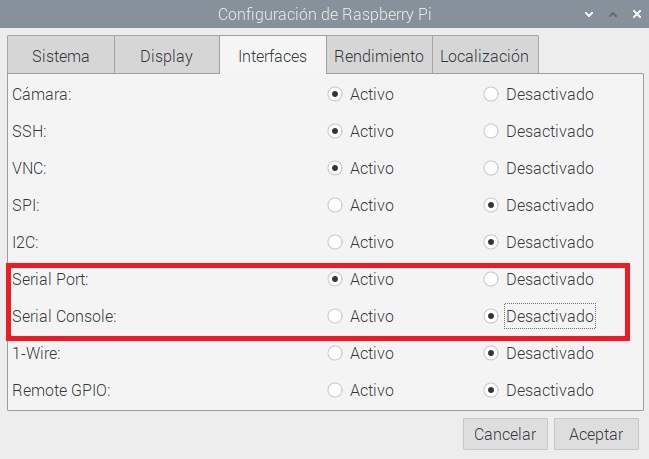 Configuración de Raspberry Pi
Sistema Display Interfaces Rendimiento Localización
Cámara: Activo Desactivado
SSH: Activo Desactivado
VNC: Activo Desactivado
SPI: Activo Desactivado
I2C: Activo Desactivado
Serial Port: Activo Desactivado
Serial Console: Activo Desactivado
1-Wire: Activo Desactivado
Remote GPIO: Activo Desactivado
Cancelar Aceptar